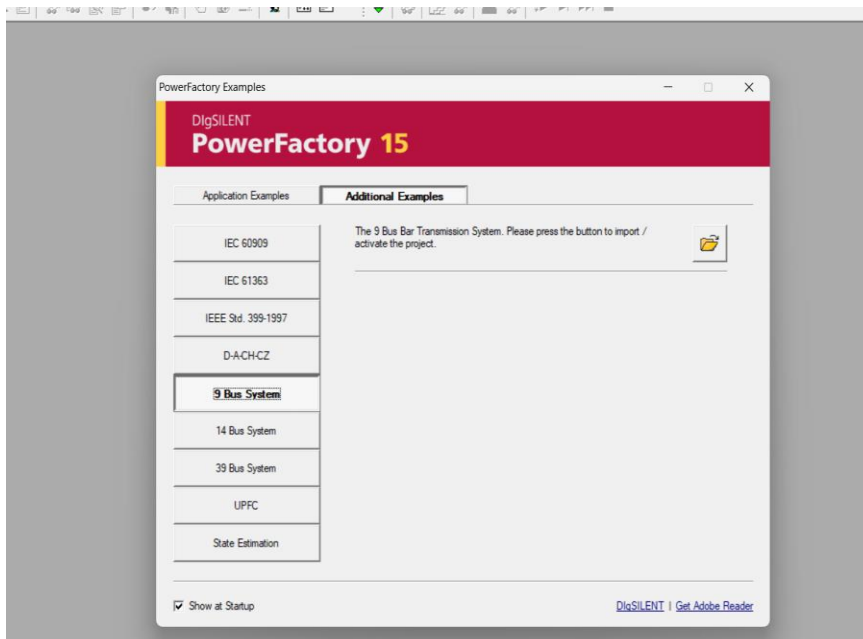 PowerFactory Examples
DIgSILENT
PowerFactory 15
Application Examples
Additional Examples
IEC 60909
The 9 Bus Bar Transmission System. Please press the button to import /
activate the project.
IEC 61363
IEEE Std. 399-1997
D-A-CH-CZ
9 Bus System
14 Bus System
39 Bus System
UPFC
State Estimation
Show at Startup
DIgSILENT | Get Adobe Reader